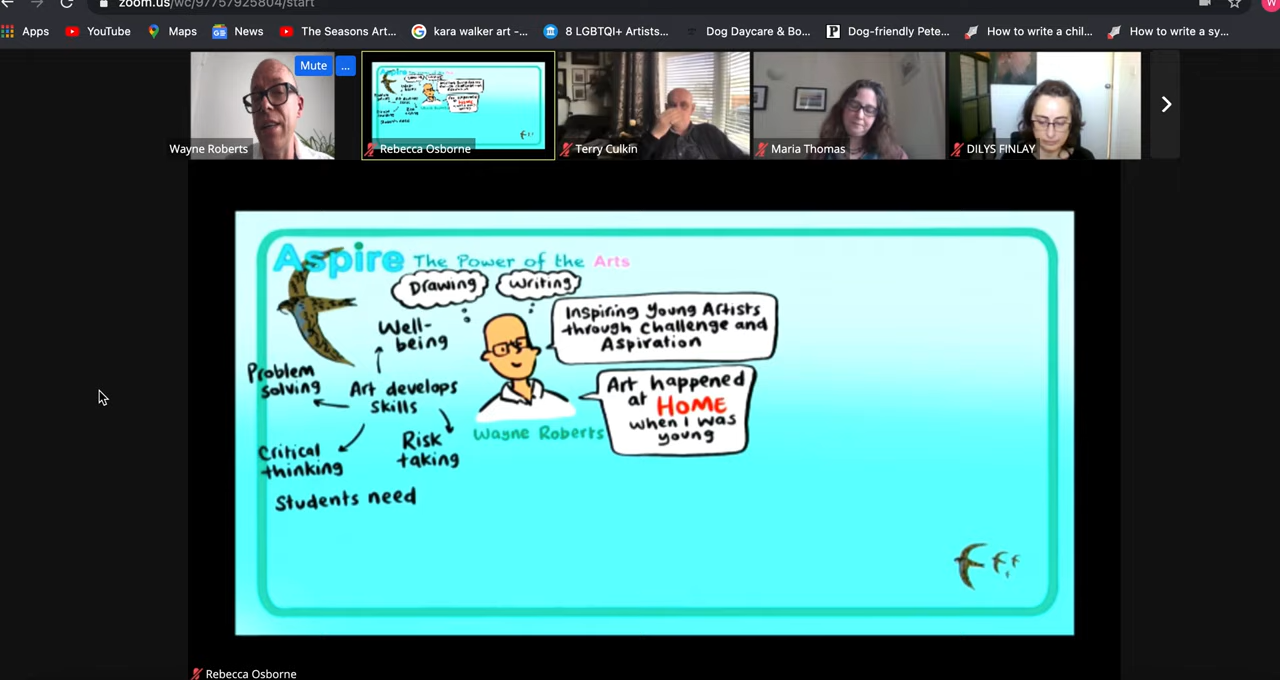 zoom.us/wc/97757925804/start
Apps YouTube Maps News The Seasons Art... kara walker art -... 8 LGBTQI+ Artists... Dog Daycare & Bo... Dog-friendly Pete... How to write a chil... How to write a sy...
Mute ...
Wayne Roberts
Rebecca Osborne
Terry Culkin
Maria Thomas
DILYS FINLAY
Aspire The Power of the Arts
Drawing
Writing
Inspiring Young Artists
through Challenge and
Aspiration
Well-
being
Problem
solving
Art develops
skills
Critical
thinking
Risk
taking
Students need
Wayne Roberts
Art happened
at HOME
when I was
young
Rebecca Osborne